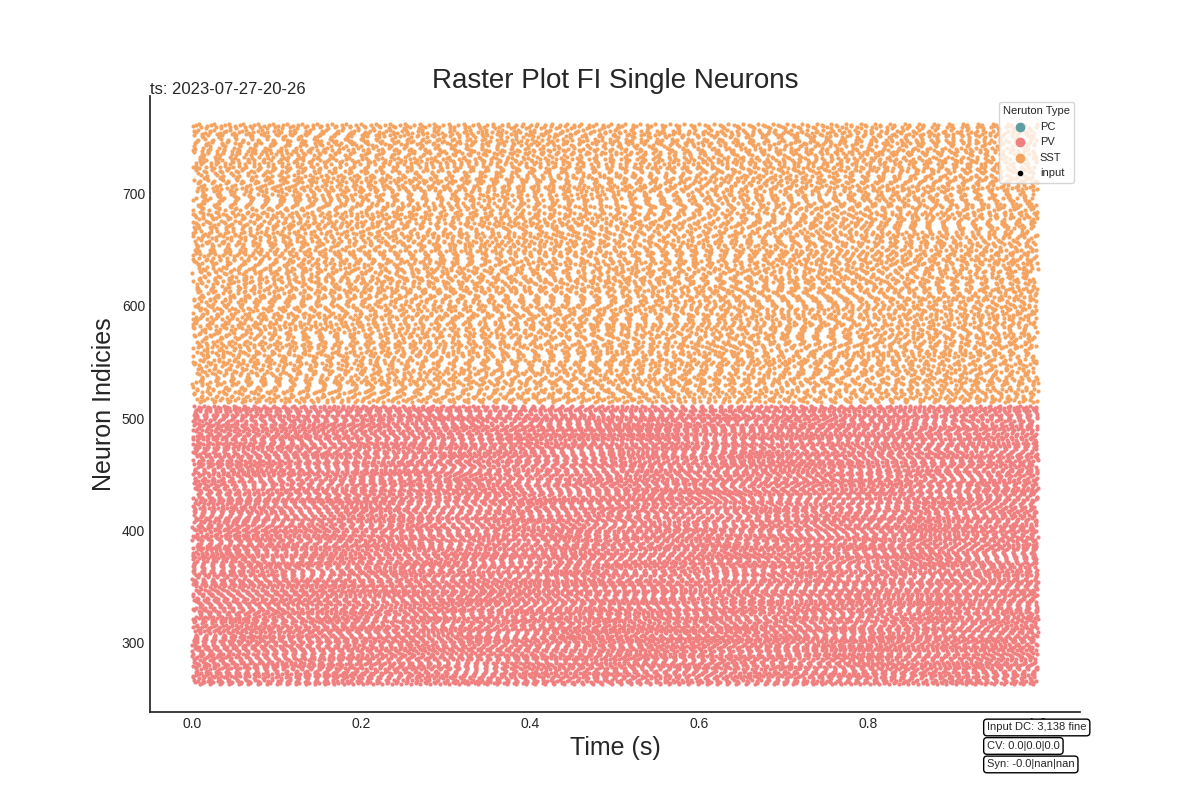 Raster Plot FI Single Neurons
ts: 2023-07-27-20-26
Neruton Type
PC
PV
SST
input
700
600
500
400
300
Neuron Indicies
0.0 0.2 0.4 0.6 0.8
Time (s)
Input DC: 3,138 fine
CV: 0.0|0.0|0.0
Syn: -0.0|nan|nan